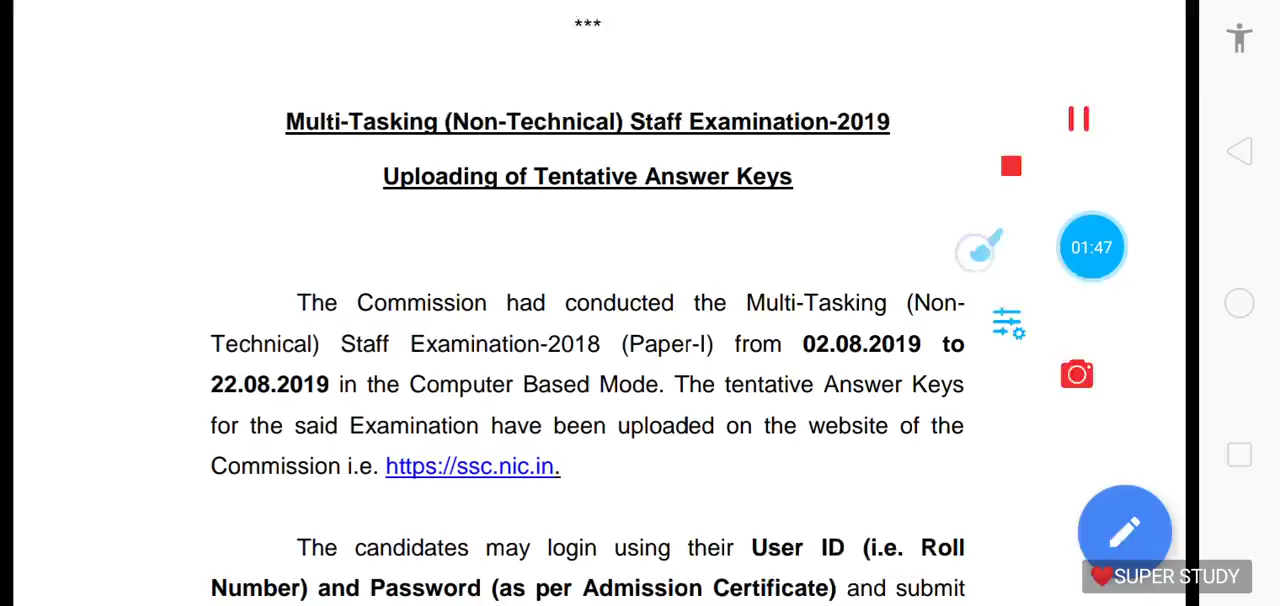 ***
Multi-Tasking (Non-Technical) Staff Examination-2019
Uploading of Tentative Answer Keys
01:47
The Commission had conducted the Multi-Tasking (Non-
Technical) Staff Examination-2018 (Paper-I) from 02.08.2019 to
22.08.2019 in the Computer Based Mode. The tentative Answer Keys
for the said Examination have been uploaded on the website of the
Commission i.e. https://ssc.nic.in.
The candidates may login using their User ID (i.e. Roll
Number) and Password (as per Admission Certificate) and submit
❤SUPER STUDY